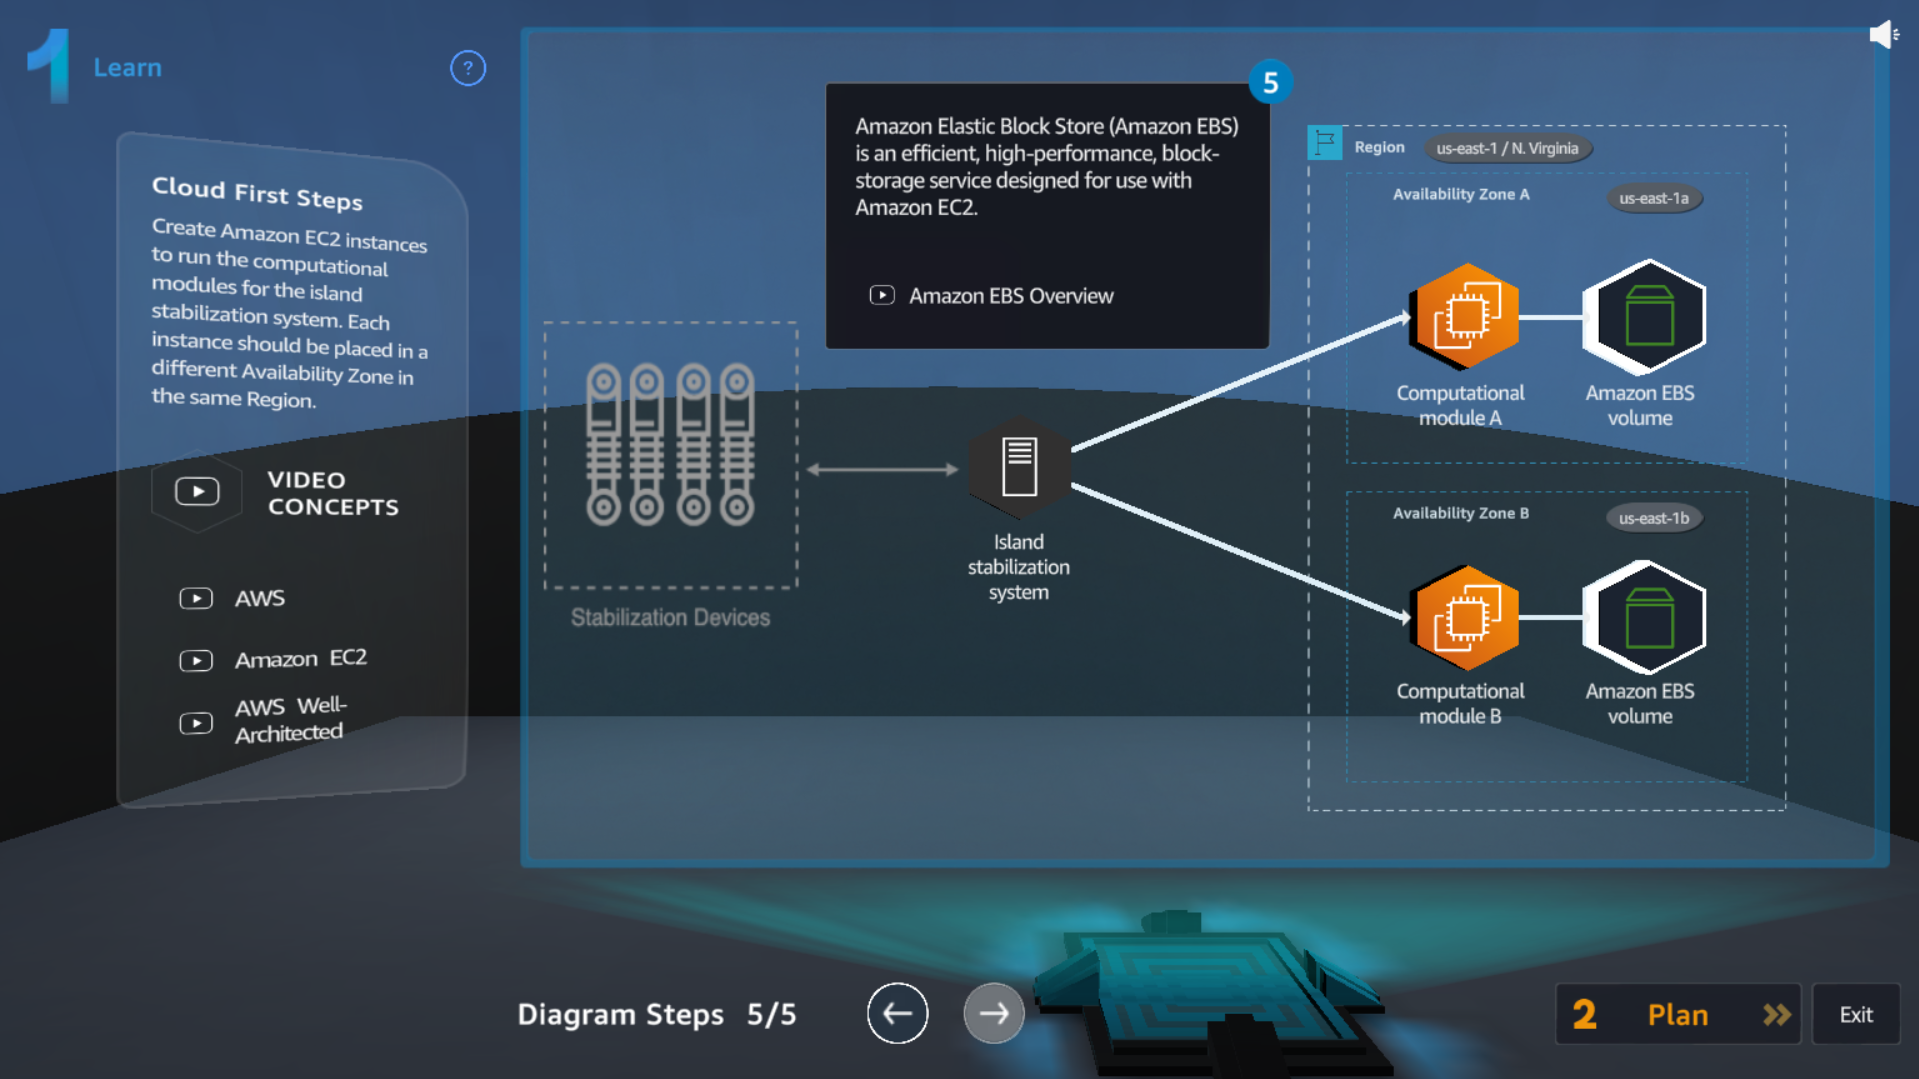 1
Learn
?
Cloud First Steps
Create Amazon EC2 instances
to run the computational
modules for the island
stabilization system. Each
instance should be placed in a
different Availability Zone in
the same Region.
VIDEO
CONCEPTS
AWS
Amazon EC2
AWS Well-
Architected
5
Amazon Elastic Block Store (Amazon EBS)
is an efficient, high-performance, block-
storage service designed for use with
Amazon EC2.
Amazon EBS Overview
Stabilization Devices
Island
stabilization
system
Region us-east-1 / N. Virginia
Availability Zone A us-east-1a
Computational
module A
Amazon EBS
volume
Availability Zone B us-east-1b
Computational
module B
Amazon EBS
volume
Diagram Steps 5/5
2 Plan
Exit